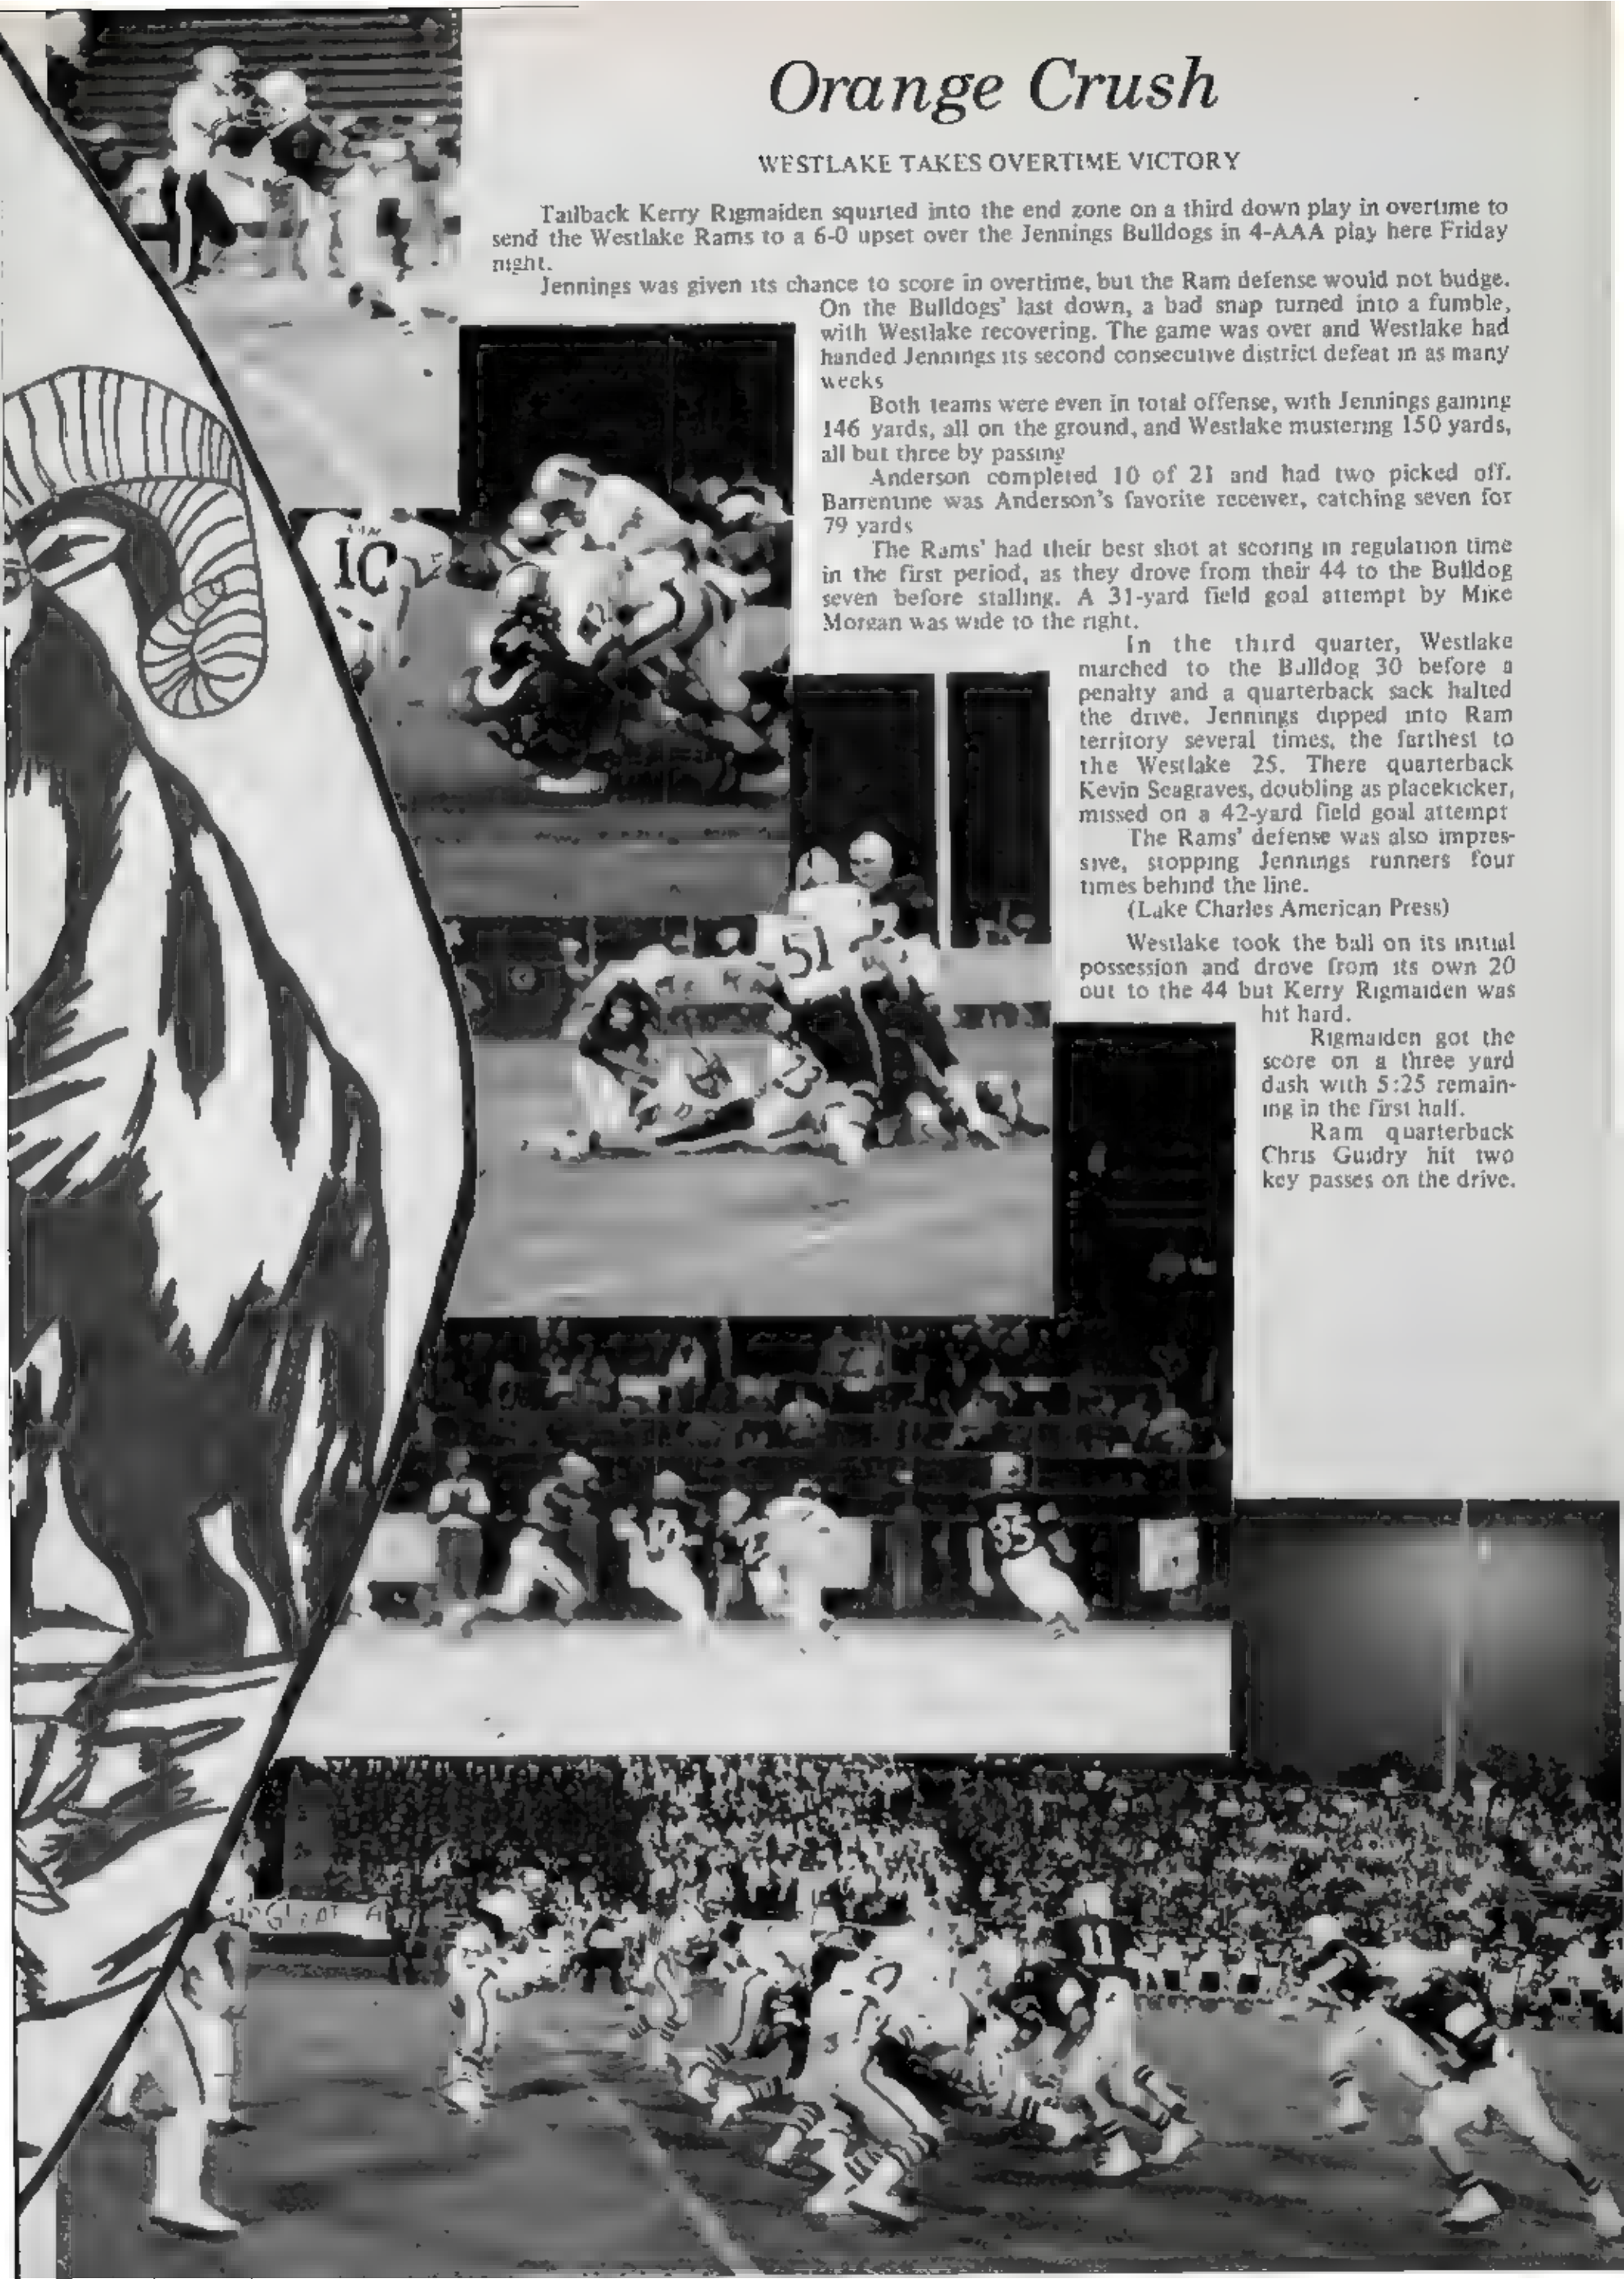 Orange Crush
WESTLAKE TAKES OVERTIME VICTORY
Tailback Kerry Rigmaiden squirted into the end zone on a third down play in overtime to
send the Westlake Rams to a 6-0 upset over the Jennings Bulldogs in 4-AAA play here Friday
night.
Jennings was given its chance to score in overtime, but the Ram defense would not budge.
On the Bulldogs' last down, a bad snap turned into a fumble,
with Westlake recovering. The game was over and Westlake had
handed Jennings its second consecutive district defeat in as many
weeks
Both teams were even in total offense, with Jennings gaining
146 yards, all on the ground, and Westlake mustering 150 yards,
all but three by passing
Anderson completed 10 of 21 and had two picked off.
Barrentine was Anderson's favorite receiver, catching seven for
79 yards
The Rams' had their best shot at scoring in regulation time
in the first period, as they drove from their 44 to the Bulldog
seven before stalling. A 31-yard field goal attempt by Mike
Morgan was wide to the right.
In the third quarter, Westlake
marched to the Bulldog 30 before a
penalty and a quarterback sack halted
the drive. Jennings dipped into Ram
territory several times, the farthest to
the Westlake 25. There quarterback
Kevin Seagraves, doubling as placekicker,
missed on a 42-yard field goal attempt
The Rams' defense was also impres-
sive, stopping Jennings runners four
times behind the line.
(Lake Charles American Press)
Westlake took the ball on its initial
possession and drove from its own 20
out to the 44 but Kerry Rigmaiden was
hit hard.
Rigmaiden got the
score on a three yard
dash with 5:25 remain-
ing in the first half.
Ram quarterback
Chris Guidry hit two
key passes on the drive.
10
51
10
35
11